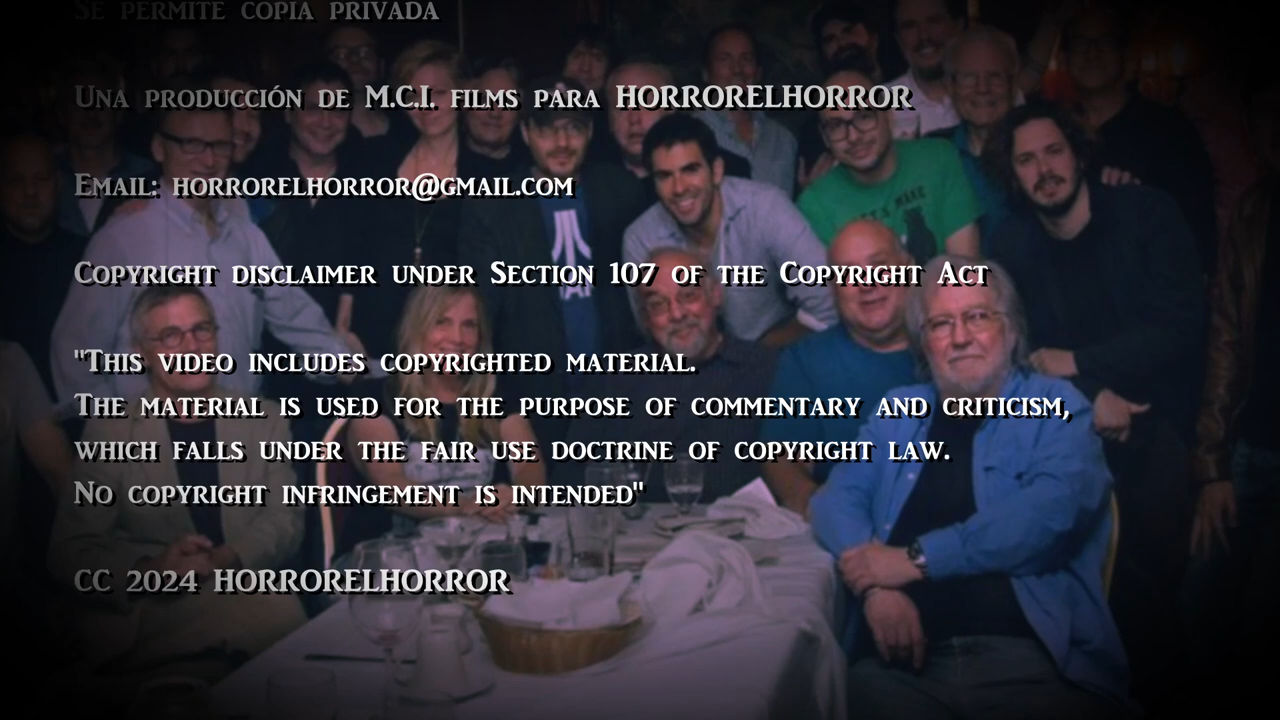 Se permite copia privada
Una producción de M.C.I. films para HORRORELHORROR
Email: horrorelhorror@gmail.com
Copyright disclaimer under Section 107 of the Copyright Act
"This video includes copyrighted material.
The material is used for the purpose of commentary and criticism,
which falls under the fair use doctrine of copyright law.
No copyright infringement is intended"
CC 2024 HORRORELHORROR